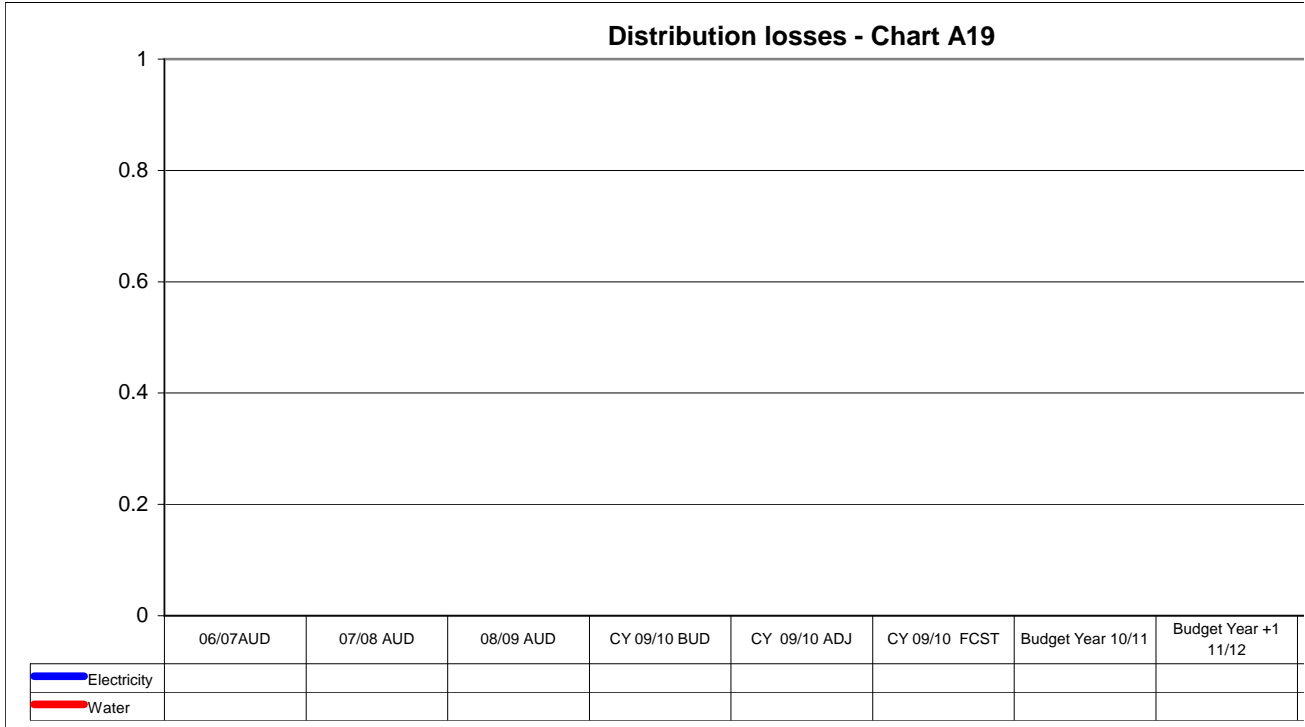 Distribution losses - Chart A19
1
0.8
0.6
0.4
0.2
0
06/07AUD 07/08 AUD 08/09 AUD CY 09/10 BUD CY 09/10 ADJ CY 09/10 FCST Budget Year 10/11 Budget Year +1
11/12
Electricity
Water